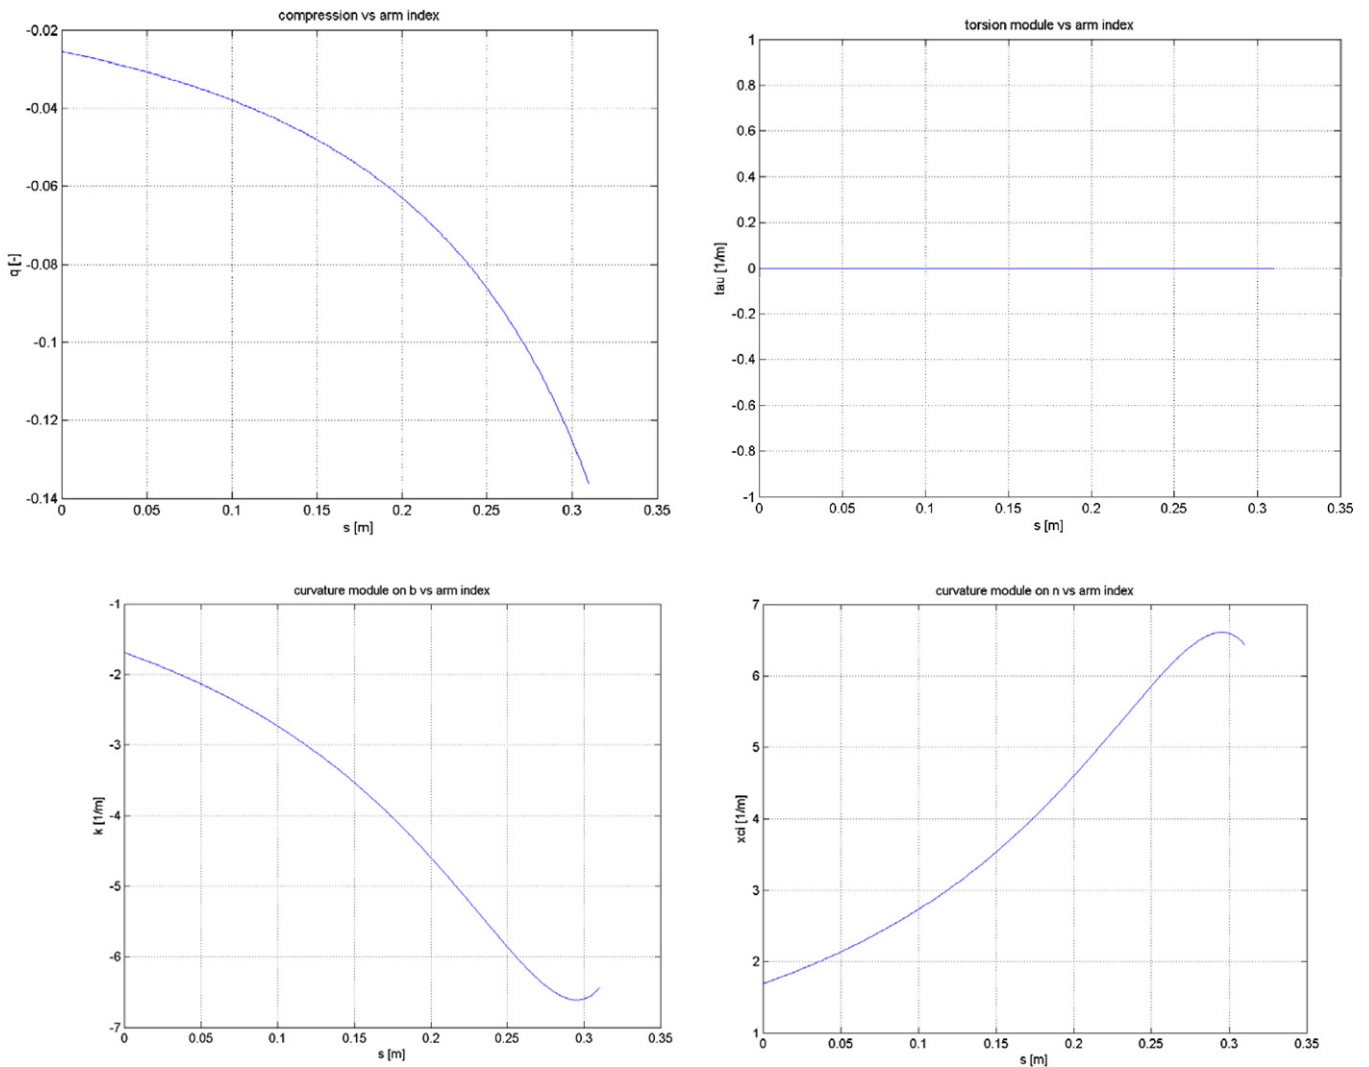 compression vs arm index
-0.02
-0.04
-0.06
-0.08
-0.1
-0.12
-0.14
q [-]
0 0.05 0.1 0.15 0.2 0.25 0.3 0.35
s [m]
torsion module vs arm index
1
0.8
0.6
0.4
0.2
0
-0.2
-0.4
-0.6
-0.8
-1
tau [1/m]
0 0.05 0.1 0.15 0.2 0.25 0.3 0.35
s [m]
curvature module on b vs arm index
-1
-2
-3
-4
-5
-6
-7
k [1/m]
0 0.05 0.1 0.15 0.2 0.25 0.3 0.35
s [m]
curvature module on n vs arm index
7
6
5
4
3
2
1
xci [1/m]
0 0.05 0.1 0.15 0.2 0.25 0.3 0.35
s [m]